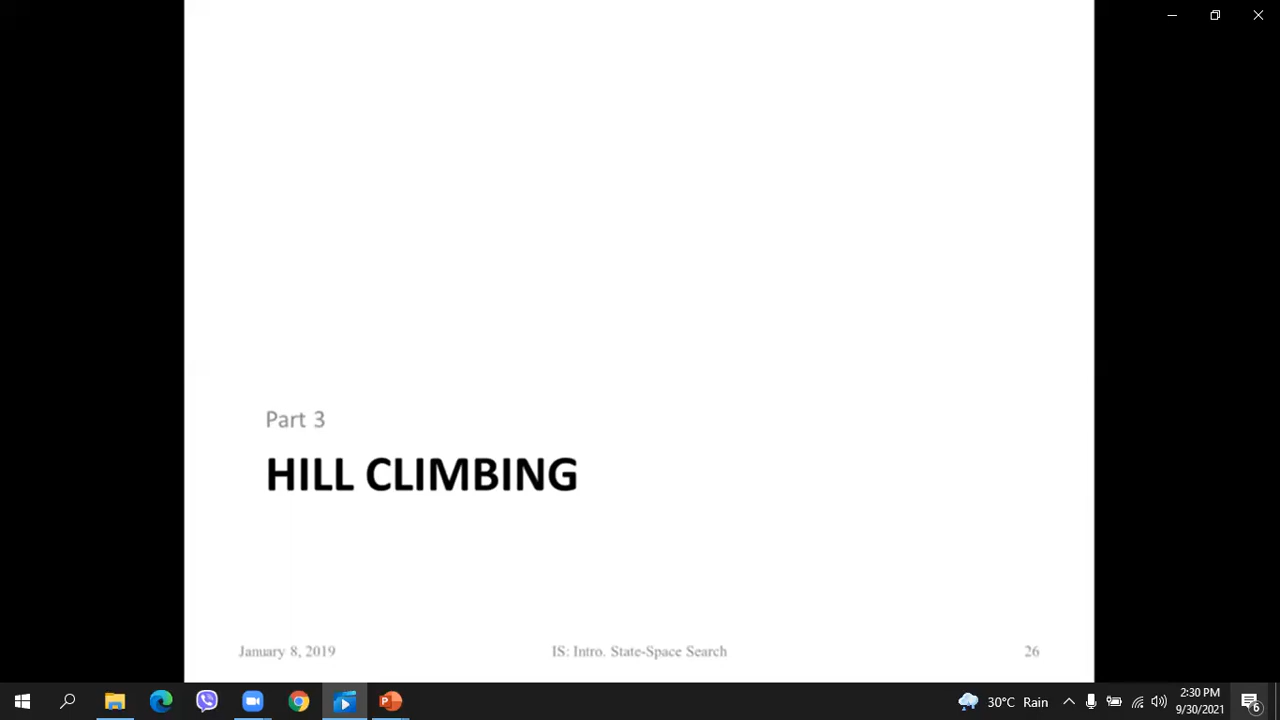 Part 3
HILL CLIMBING
January 8, 2019
IS: Intro. State-Space Search
26
30°C Rain
2:30 PM
9/30/2021
6